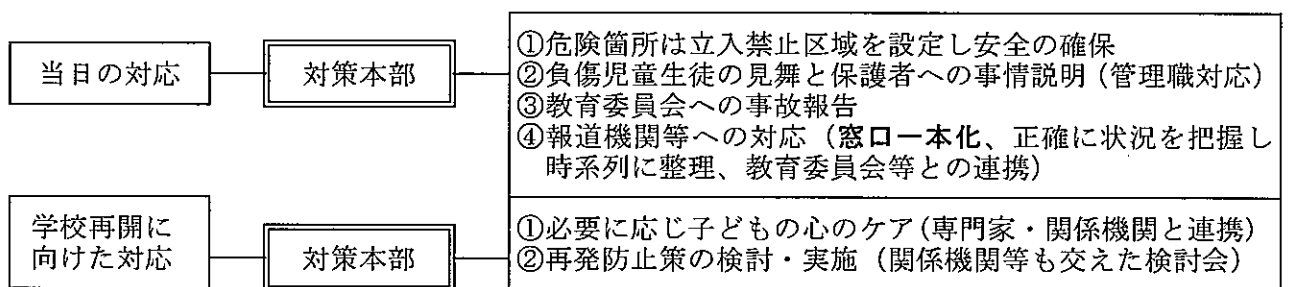 当日の対応
対策本部
①危険箇所は立入禁止区域を設定し安全の確保
②負傷児童生徒の見舞と保護者への事情説明（管理職対応）
③教育委員会への事故報告
④報道機関等への対応（窓口一本化、正確に状況を把握し
時系列に整理、教育委員会等との連携）
学校再開に
向けた対応
対策本部
①必要に応じ子どもの心のケア（専門家・関係機関と連携）
②再発防止策の検討・実施（関係機関等も交えた検討会）